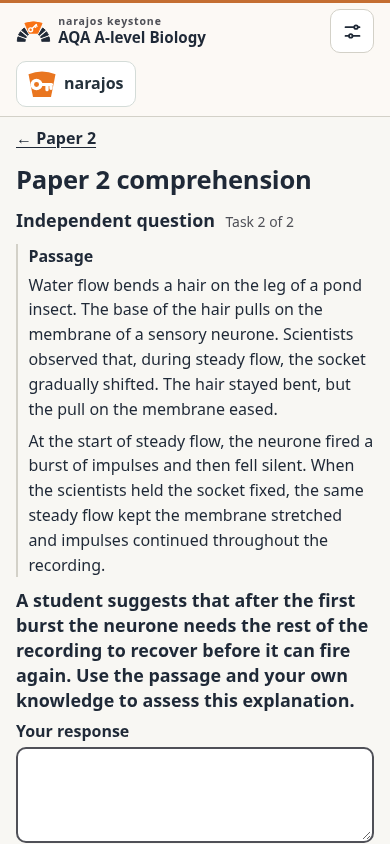 narajos keystone
AQA A-level Biology
narajos
← Paper 2
Paper 2 comprehension
Independent question Task 2 of 2
Passage
Water flow bends a hair on the leg of a pond
insect. The base of the hair pulls on the
membrane of a sensory neurone. Scientists
observed that, during steady flow, the socket
gradually shifted. The hair stayed bent, but
the pull on the membrane eased.
At the start of steady flow, the neurone fired a
burst of impulses and then fell silent. When
the scientists held the socket fixed, the same
steady flow kept the membrane stretched
and impulses continued throughout the
recording.
A student suggests that after the first
burst the neurone needs the rest of the
recording to recover before it can fire
again. Use the passage and your own
knowledge to assess this explanation.
Your response